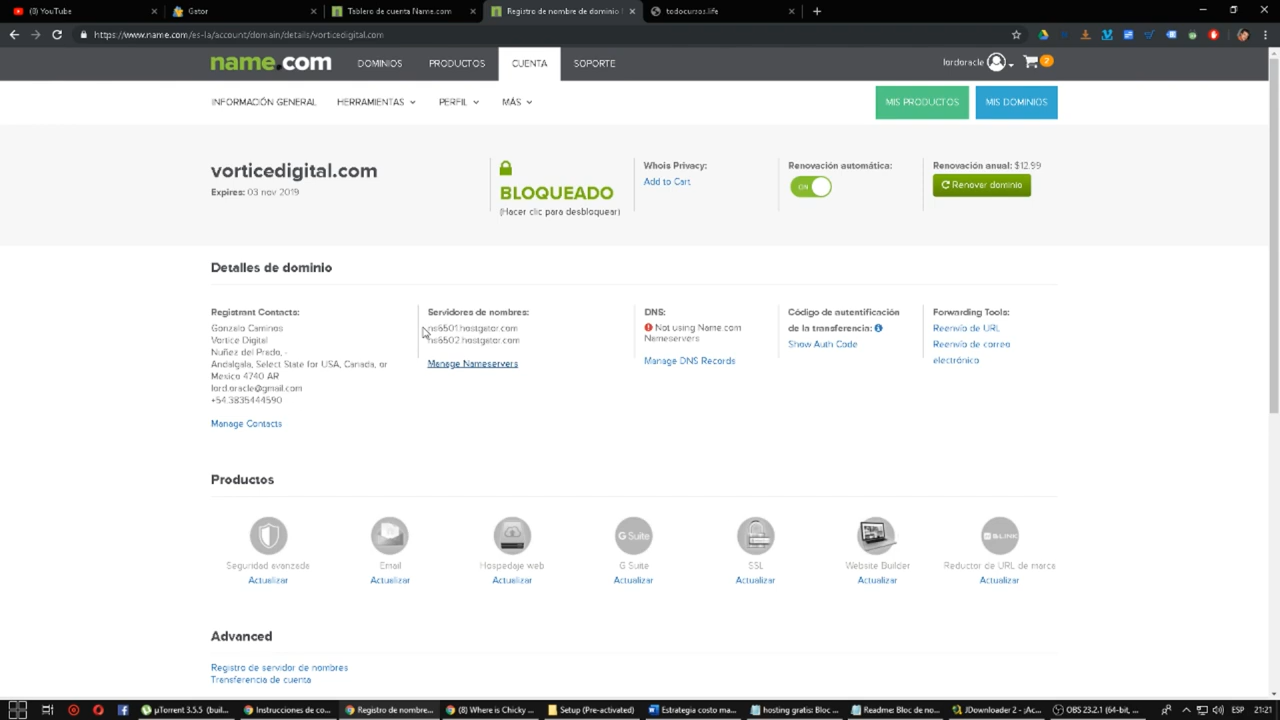 (8) YouTube
Gator
Tablero de cuenta Name.com
Registro de nombre de dominio
todocursos.life
https://www.name.com/es-la/account/domain/details/vorticedigital.com
name.com
DOMINIOS
PRODUCTOS
CUENTA
SOPORTE
lordoracle
2
INFORMACIÓN GENERAL
HERRAMIENTAS
PERFIL
MÁS
MIS PRODUCTOS
MIS DOMINIOS
vorticedigital.com
Expires: 03 nov 2019
BLOQUEADO
(Hacer clic para desbloquear)
Whois Privacy:
Add to Cart
Renovación automática:
ON
Renovación anual: $12.99
Renovar dominio
Detalles de dominio
Registrant Contacts:
Gonzalo Caminos
Vortice Digital
Nuñez del Prado, -
Andalgala, Select State for USA, Canada, or
Mexico 4740 AR
lord.oracle@gmail.com
+54.3835444590
Manage Contacts
Servidores de nombres:
ns6501.hostgator.com
ns6502.hostgator.com
Manage Nameservers
DNS:
Not using Name.com
Nameservers
Manage DNS Records
Código de autentificación
de la transferencia:
Show Auth Code
Forwarding Tools:
Reenvío de URL
Reenvío de correo
electrónico
Productos
G Suite
BL.INK
Seguridad avanzada
Email
Hospedaje web
G Suite
SSL
Website Builder
Reductor de URL de marca
Actualizar
Actualizar
Actualizar
Actualizar
Actualizar
Actualizar
Actualizar
Advanced
Registro de servidor de nombres
Transferencia de cuenta
µTorrent 3.5.5 (buil...
Instrucciones de co...
Registro de nombre...
(8) Where is Chicky ...
Setup (Pre-activated)
Estrategia costo ma...
hosting gratis: Bloc ...
Readme: Bloc de no...
JDownloader 2 - ¡Ac...
OBS 23.2.1 (64-bit, ...
ESP
21:21